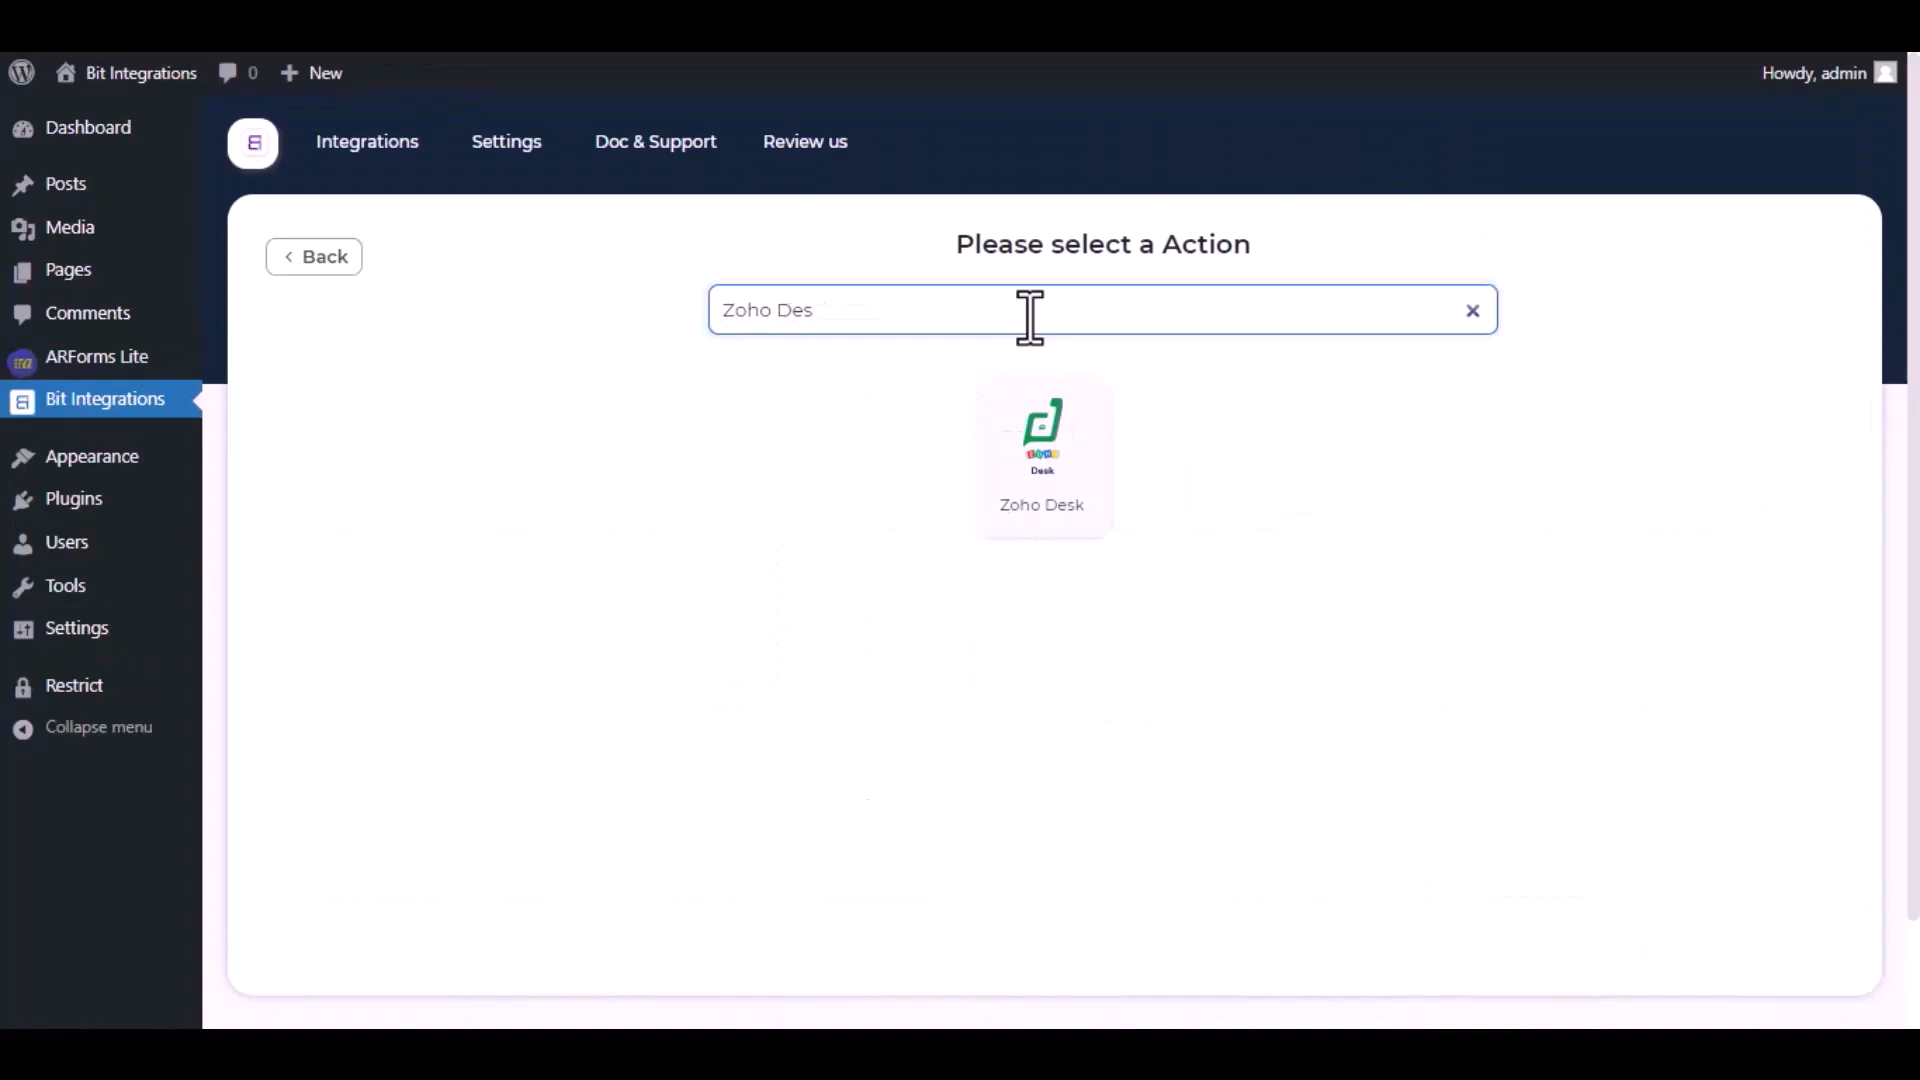 Bit Integrations
0
New
Howdy, admin
Dashboard
Posts
Media
Pages
Comments
ARForms Lite
Bit Integrations
Appearance
Plugins
Users
Tools
Settings
Restrict
Collapse menu
Integrations
Settings
Doc & Support
Review us
Back
Please select a Action
Zoho Des
Desk
Zoho Desk